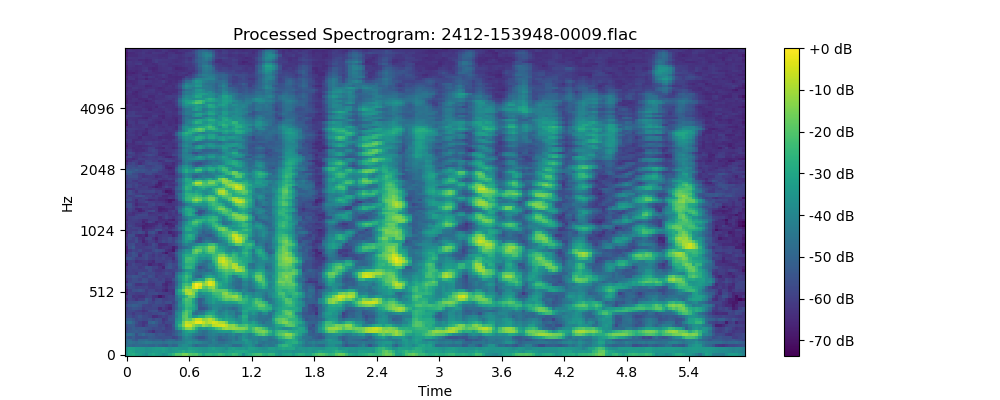 Processed Spectrogram: 2412-153948-0009.flac
Hz
4096
2048
1024
512
0
0 0.6 1.2 1.8 2.4 3 3.6 4.2 4.8 5.4
Time
+0 dB
-10 dB
-20 dB
-30 dB
-40 dB
-50 dB
-60 dB
-70 dB